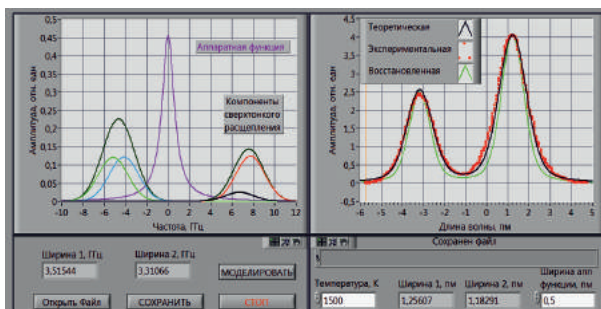 Аппаратная функция
Компоненты
сверхтонкого
расщепления
Амплитуда, отн. един
0,5
0,45
0,4
0,35
0,3
0,25
0,2
0,15
0,1
0,05
0
-10 -8 -6 -4 -2 0 2 4 6 8 10 12
Частота, ГГц
Теоретическая
Экспериментальная
Восстановленная
Амплитуда, отн. един
4,5
4
3,5
3
2,5
2
1,5
1
0,5
0
-0,5
-6 -5 -4 -3 -2 -1 0 1 2 3 4 5
Длина волны, пм
Ширина 1, ГГц
3,51544
Ширина 2, ГГц
3,31066
МОДЕЛИРОВАТЬ
Открыть Файл
СОХРАНИТЬ
СТОП
Сохранен файл
Температура, К
1500
Ширина 1, пм
1,25607
Ширина 2, пм
1,18291
Ширина апп
функции, пм
0,5